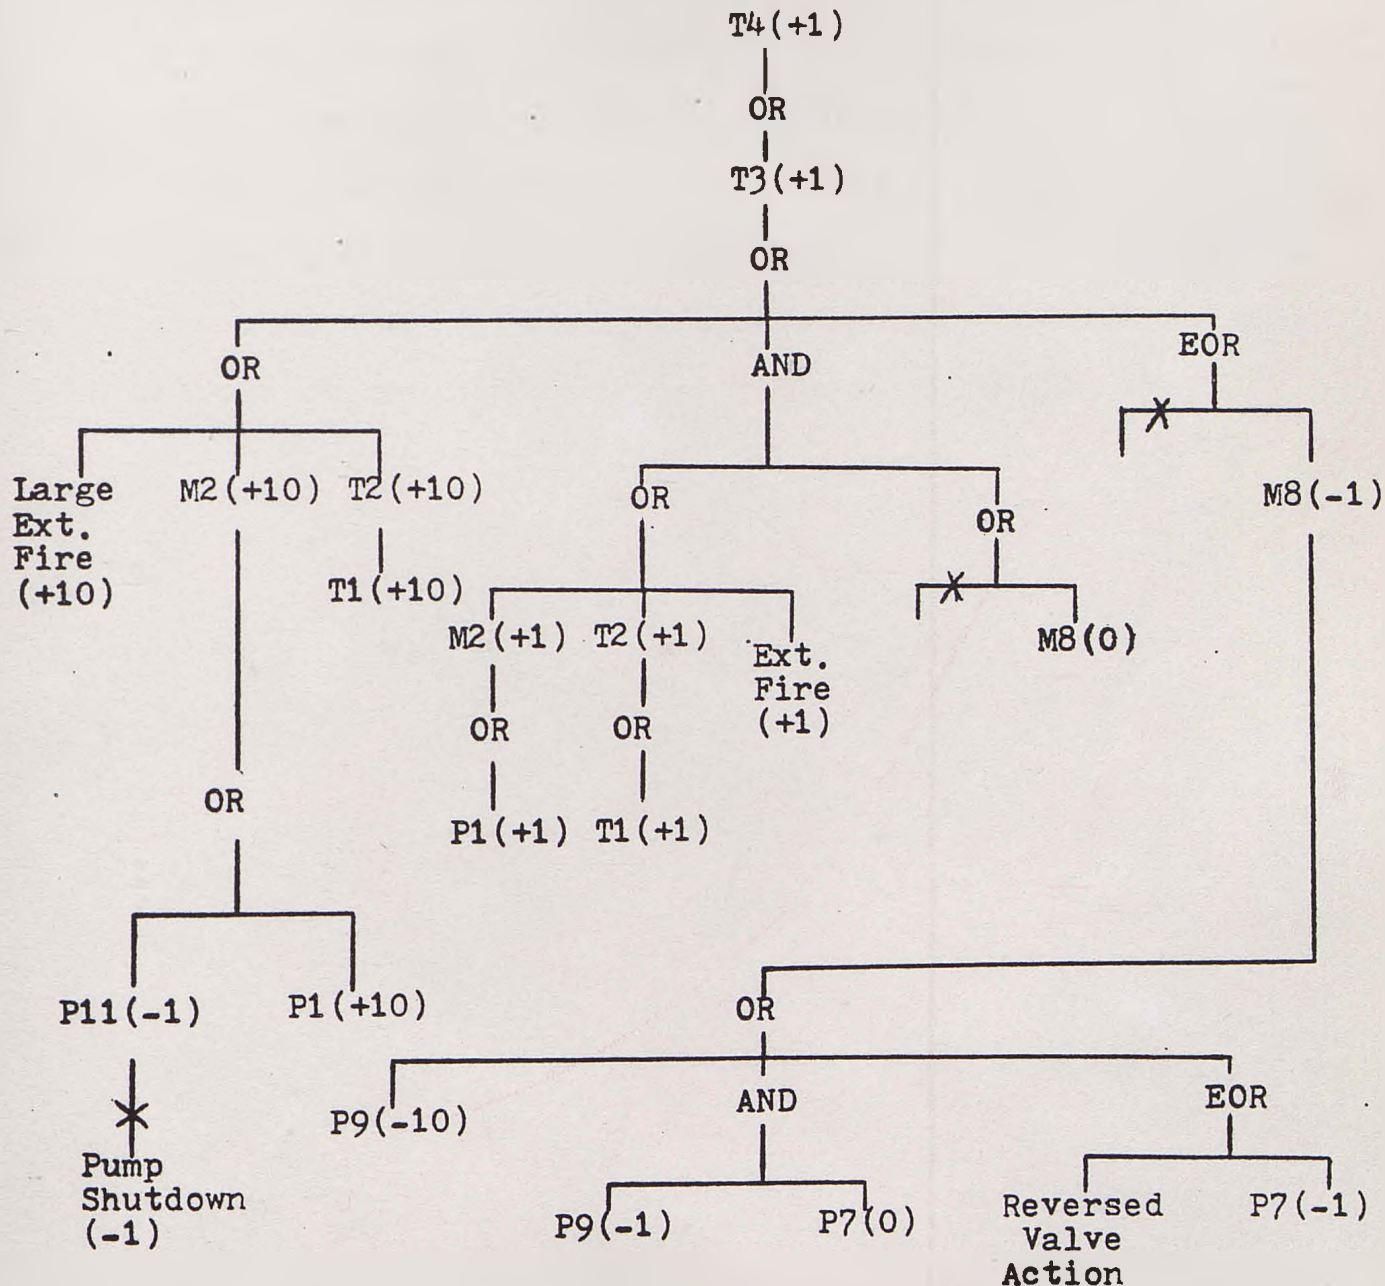 T4(+1)
OR
T3(+1)
OR
OR
AND
EOR
Large
Ext.
Fire
(+10)
M2(+10)
T2(+10)
T1(+10)
OR
OR
M8(-1)
M2(+1)
T2(+1)
Ext.
Fire
(+1)
M8(0)
OR
OR
P1(+1)
T1(+1)
OR
P11(-1)
P1(+10)
Pump
Shutdown
(-1)
OR
P9(-10)
AND
EOR
P9(-1)
P7(0)
Reversed
Valve
Action
P7(-1)